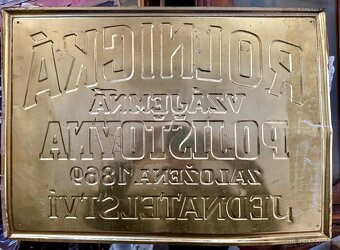 ROLNICKÁ
VZÁJEMNÁ
POJIŠŤOVNA
ZALOŽENA 1869
JEDNATELSTVÍ